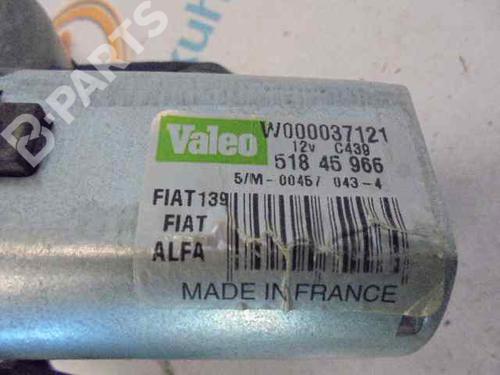 B-PARTS
Valeo
W000037121
12v C439
518 45 966
5/M-00457 043-4
FIAT139
FIAT
ALFA
MADE IN FRANCE